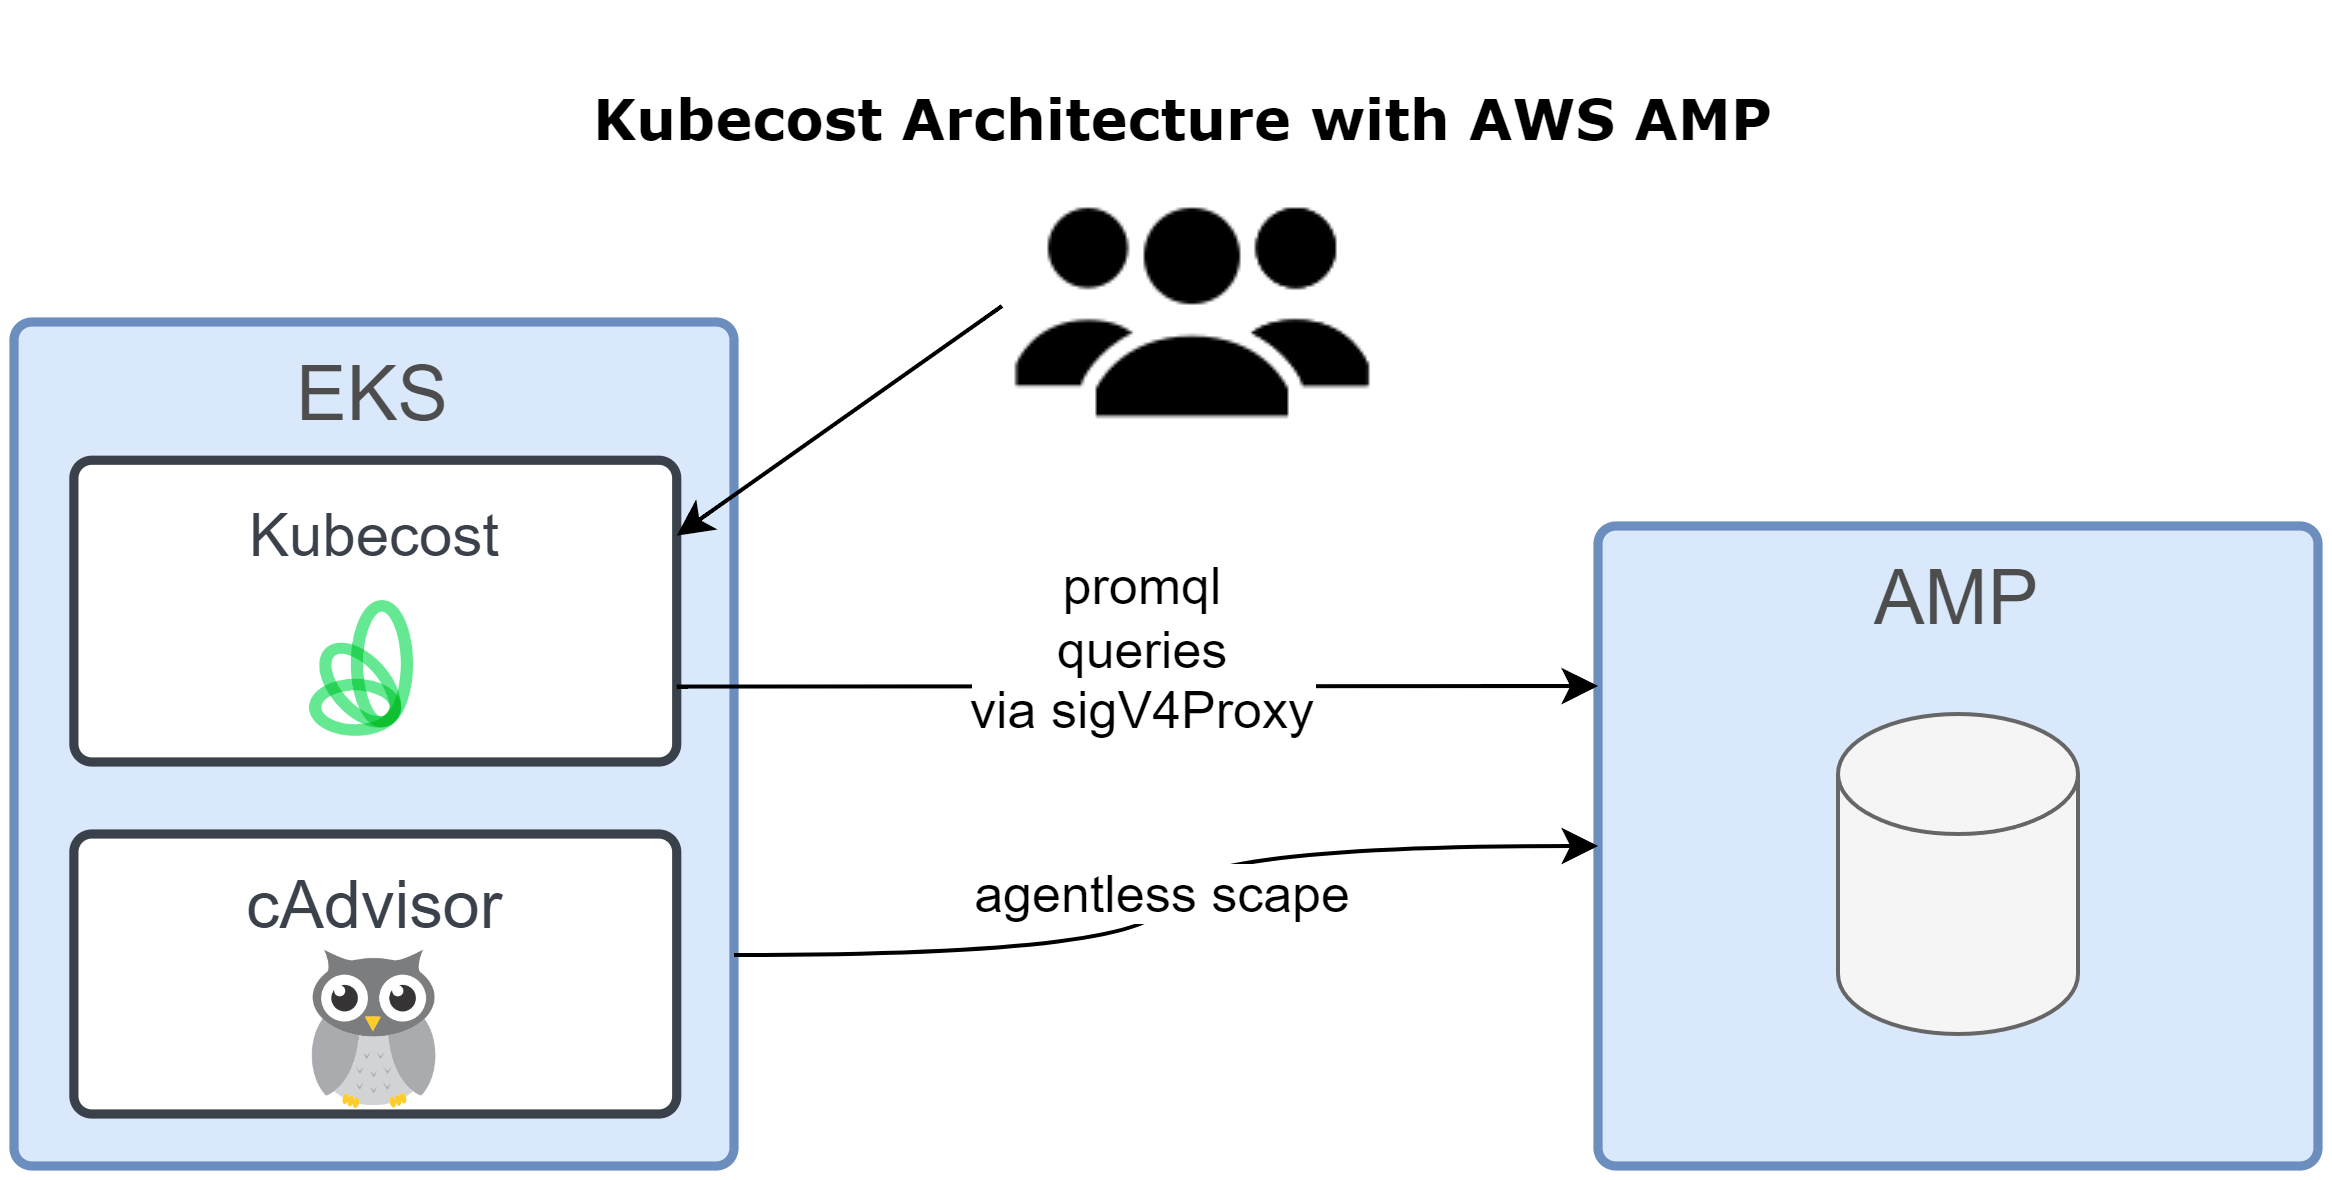 Kubecost Architecture with AWS AMP
EKS
Kubecost
promql
queries
via sigV4Proxy
AMP
cAdvisor
agentless scape